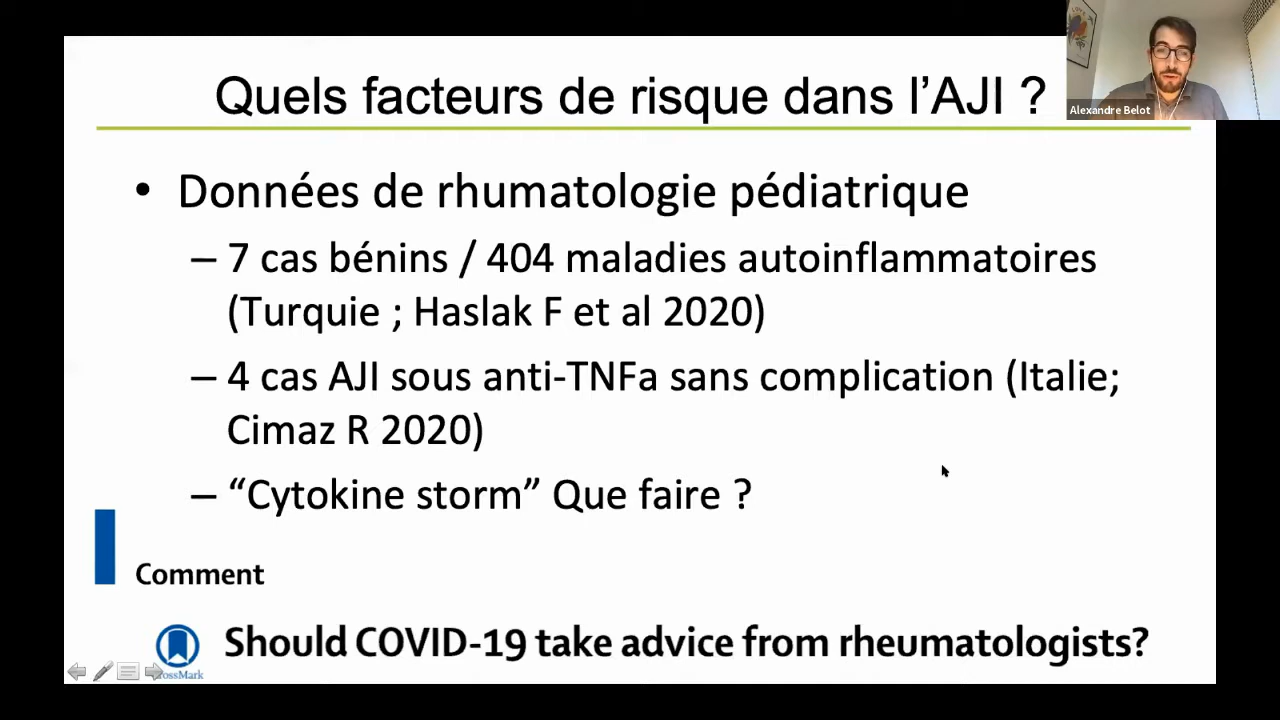 Quels facteurs de risque dans l’AJI ?
Alexandre Belot
• Données de rhumatologie pédiatrique
– 7 cas bénins / 404 maladies autoinflammatoires
(Turquie ; Haslak F et al 2020)
– 4 cas AJI sous anti-TNFa sans complication (Italie;
Cimaz R 2020)
– “Cytokine storm” Que faire ?
Comment
Should COVID-19 take advice from rheumatologists?